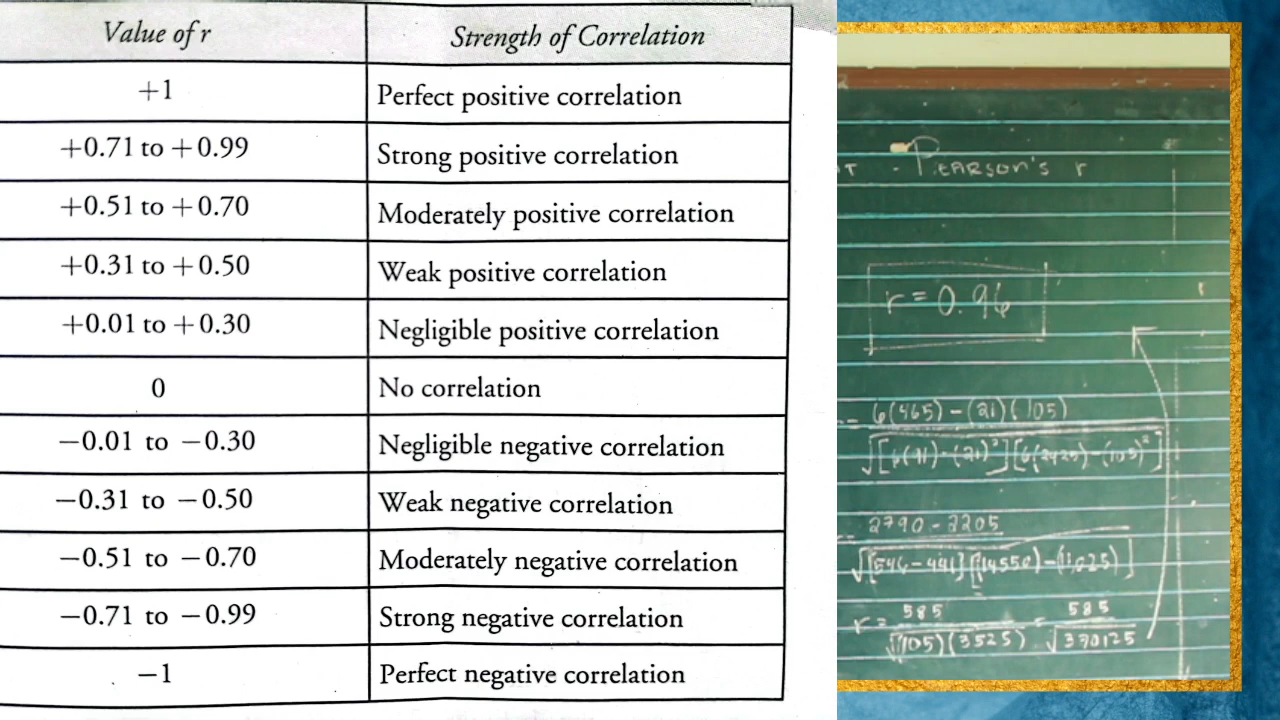 Value of r Strength of Correlation
+1 Perfect positive correlation
+0.71 to +0.99 Strong positive correlation
+0.51 to +0.70 Moderately positive correlation
+0.31 to +0.50 Weak positive correlation
+0.01 to +0.30 Negligible positive correlation
0 No correlation
−0.01 to −0.30 Negligible negative correlation
−0.31 to −0.50 Weak negative correlation
−0.51 to −0.70 Moderately negative correlation
−0.71 to −0.99 Strong negative correlation
−1 Perfect negative correlation
T - PEARSON'S r
r = 0.96
= 6(465) - (21)(105)
√[6(91) - (21)²][6(2425) - (105)²]
= 2790 - 2205
√[546 - 441][(14550) - (11,025)]
r = 585 = 585
√(105)(3525) √370125